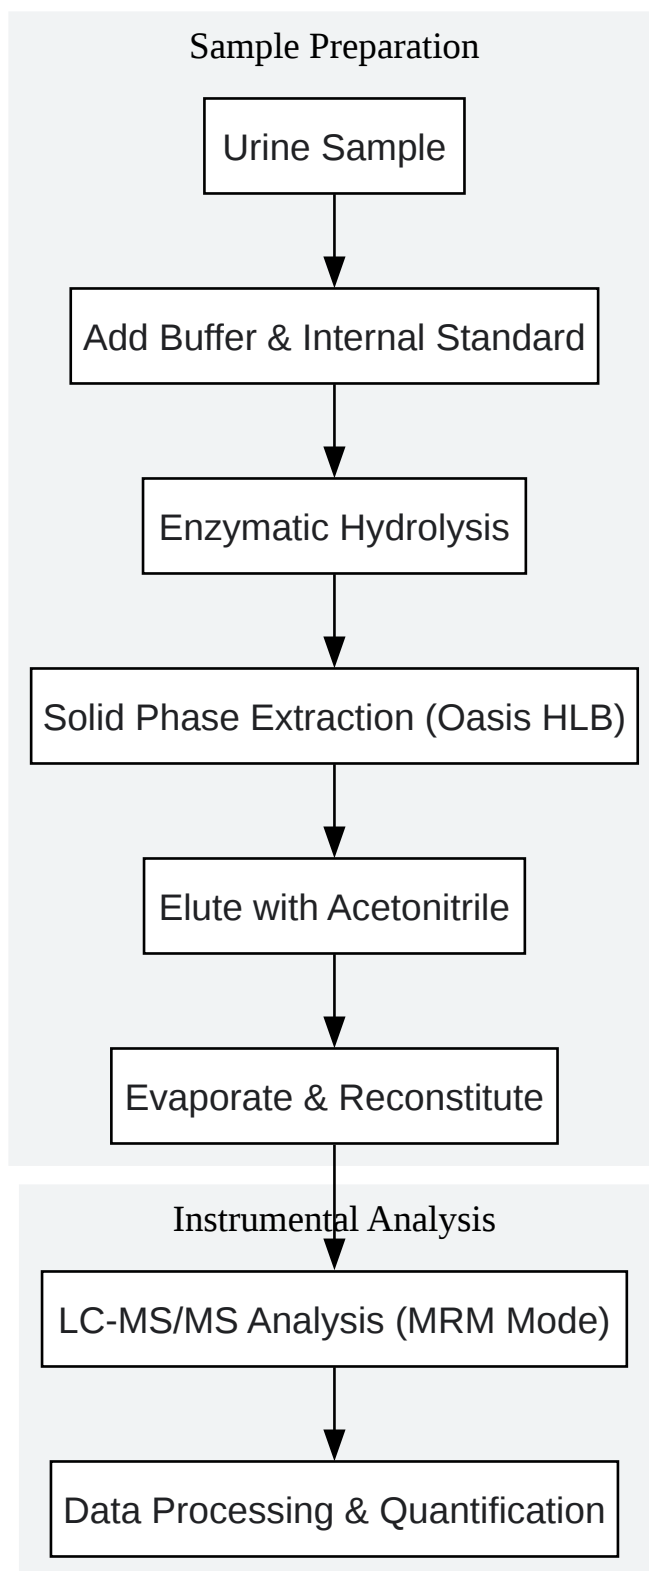 Sample Preparation
Urine Sample
Add Buffer & Internal Standard
Enzymatic Hydrolysis
Solid Phase Extraction (Oasis HLB)
Elute with Acetonitrile
Evaporate & Reconstitute
Instrumental Analysis
LC-MS/MS Analysis (MRM Mode)
Data Processing & Quantification